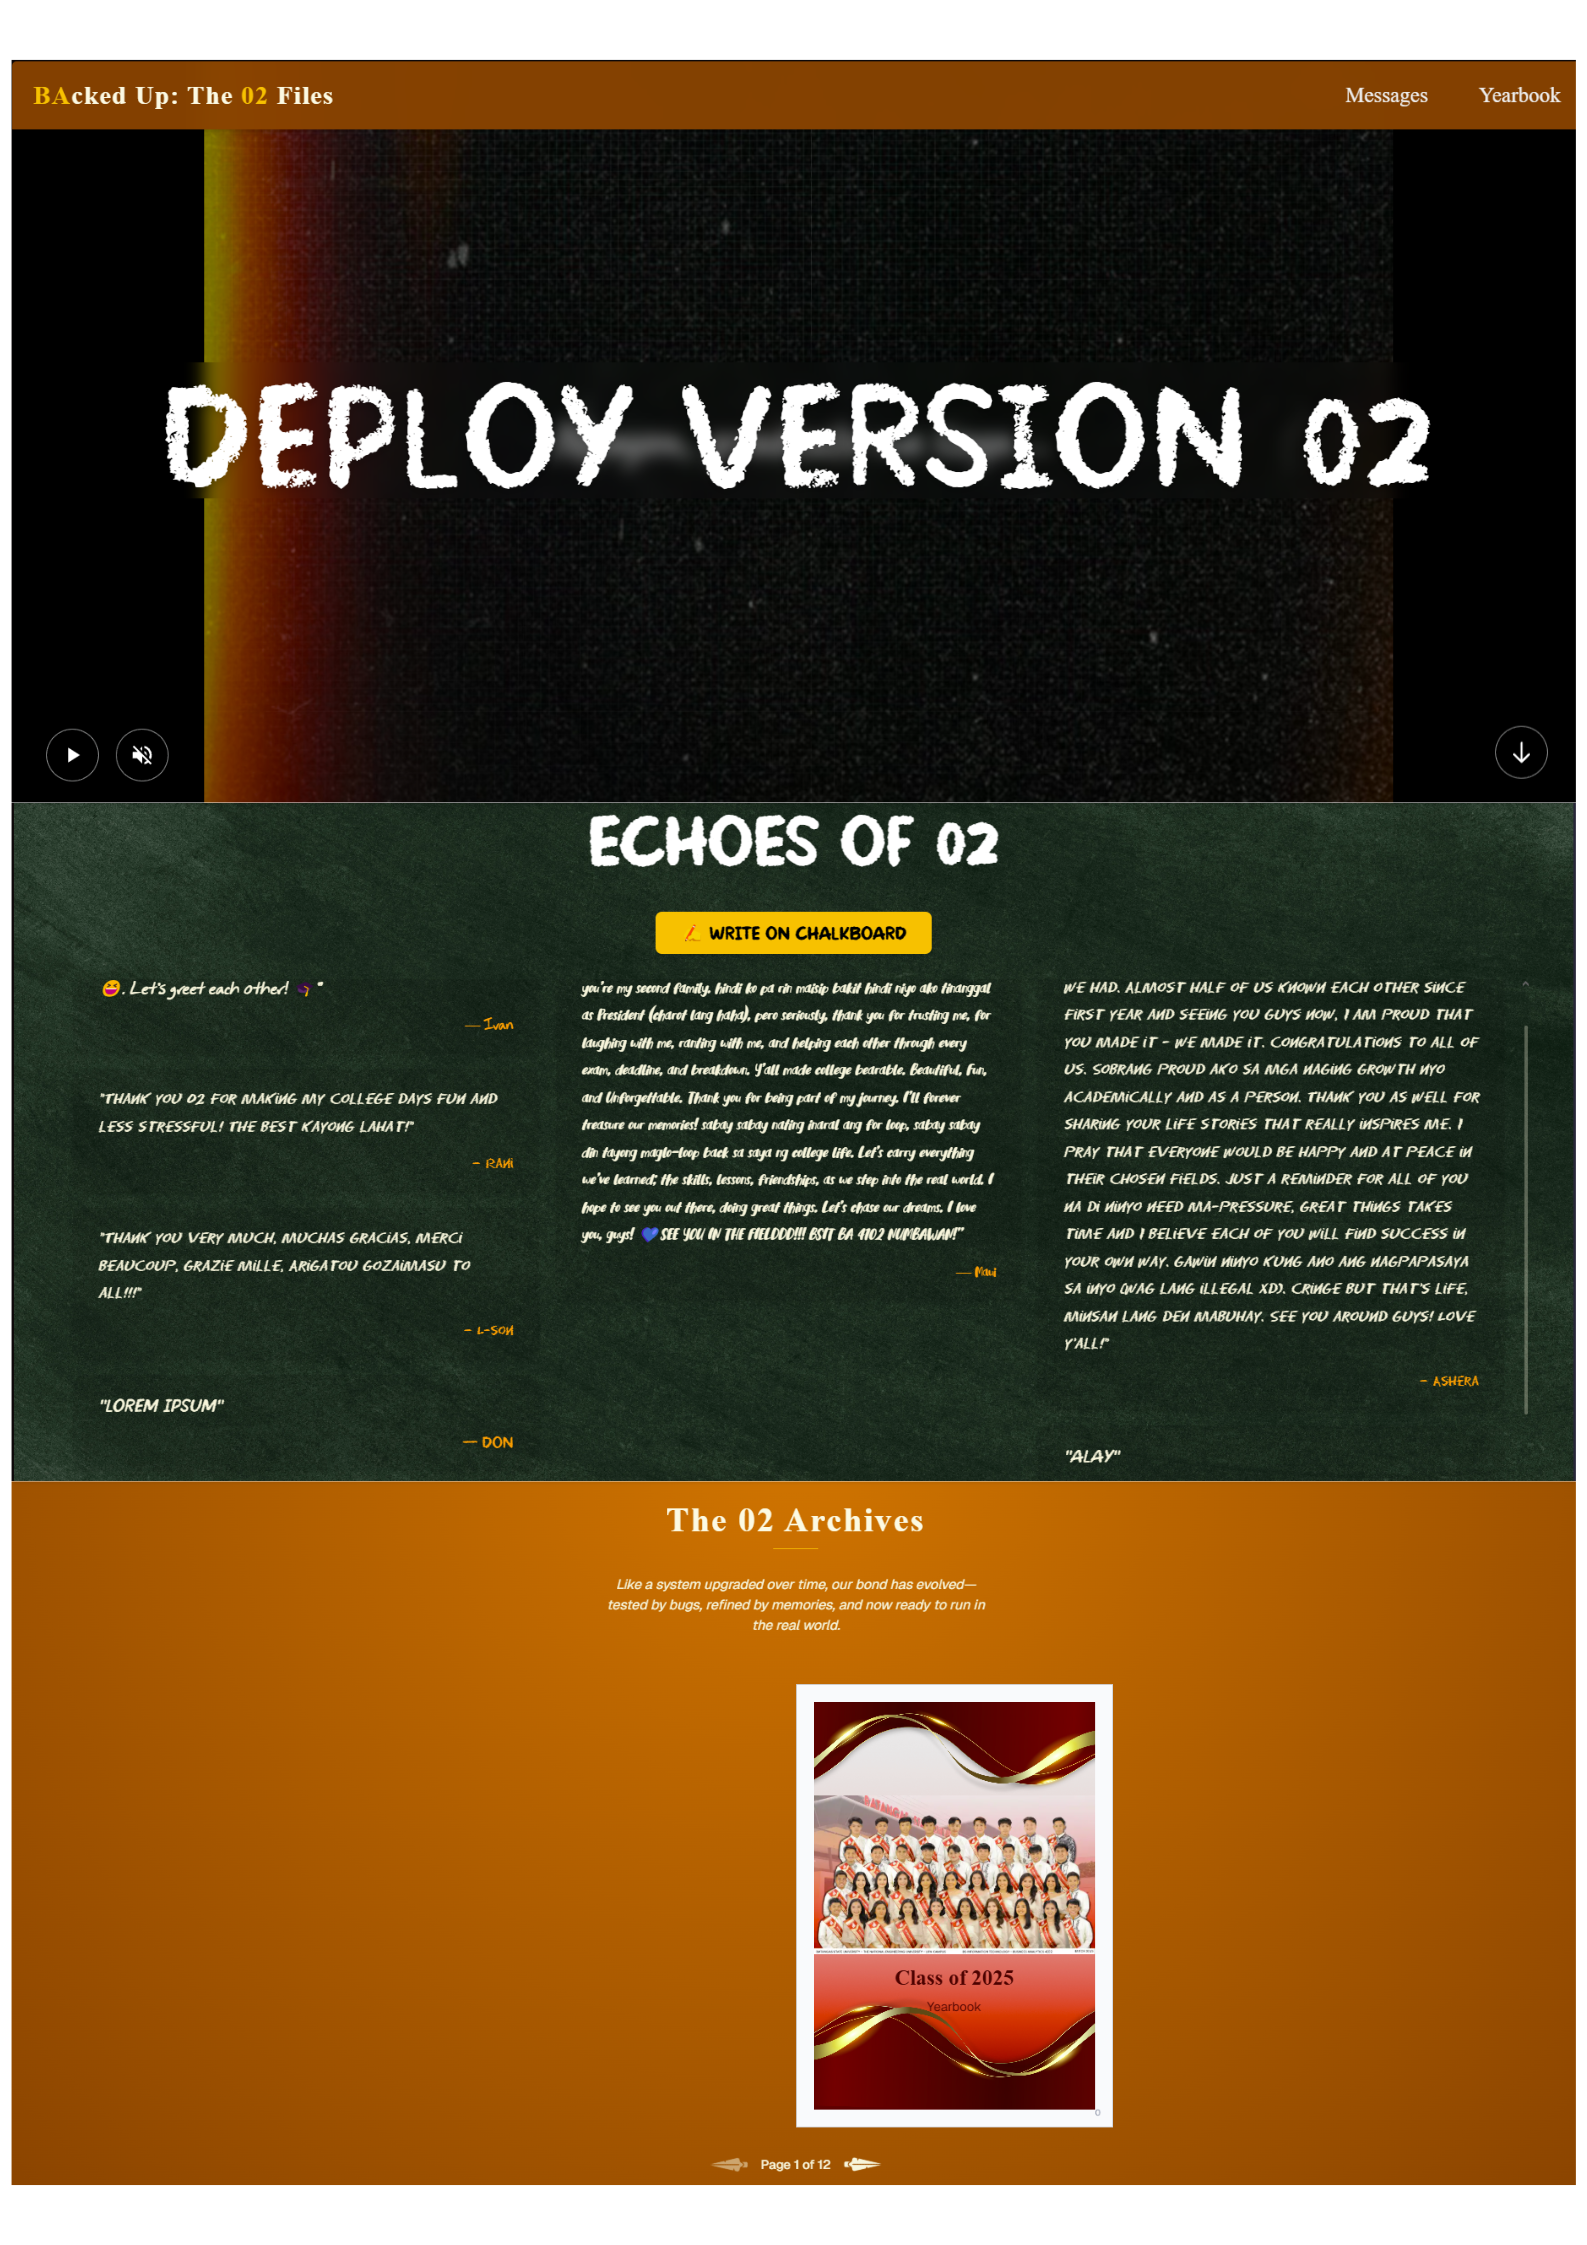 BAcked Up: The 02 Files
Messages
Yearbook
DEPLOY VERSION 02
ECHOES OF 02
WRITE ON CHALKBOARD
😆. Let's greet each other! "
— Ivan
"THANK YOU 02 FOR MAKING MY COLLEGE DAYS FUN AND
LESS STRESSFUL! THE BEST KAYONG LAHAT!"
- RANI
"THANK YOU VERY MUCH, MUCHAS GRACIAS, MERCI
BEAUCOUP, GRAZIE MILLE, ARIGATOU GOZAIMASU TO
ALL!!!"
- L-SON
"LOREM IPSUM"
— DON
you're my second family. hindi ko pa rin maisip bakit hindi niyo ako tinanggal
as President (charot lang haha), pero seriously, thank you for trusting me, for
laughing with me, ranting with me, and helping each other through every
exam, deadline, and breakdown. Y'all made college bearable. Beautiful, Fun,
and Unforgettable. Thank you for being part of my journey. I'll forever
treasure our memories! sabay sabay nating inaral ang for loop, sabay sabay
din tayong maglo-loop back sa saya ng college life. Let's carry everything
we've learned; the skills, lessons, friendships, as we step into the real world. I
hope to see you out there, doing great things. Let's chase our dreams. I love
you, guys! 💙 SEE YOU IN THE FIELDDD!!! BSIT BA 4102 NUMBAWAN!"
— Maui
WE HAD. ALMOST HALF OF US KNOWN EACH OTHER SINCE
FIRST YEAR AND SEEING YOU GUYS NOW, I AM PROUD THAT
YOU MADE IT - WE MADE IT. CONGRATULATIONS TO ALL OF
US. SOBRANG PROUD AKO SA MGA NAGING GROWTH NYO
ACADEMICALLY AND AS A PERSON. THANK YOU AS WELL FOR
SHARING YOUR LIFE STORIES THAT REALLY INSPIRES ME. I
PRAY THAT EVERYONE WOULD BE HAPPY AND AT PEACE IN
THEIR CHOSEN FIELDS. JUST A REMINDER FOR ALL OF YOU
NA DI NINYO NEED MA-PRESSURE, GREAT THINGS TAKES
TIME AND I BELIEVE EACH OF YOU WILL FIND SUCCESS IN
YOUR OWN WAY. GAWIN NINYO KUNG ANO ANG NAGPAPASAYA
SA INYO (WAG LANG ILLEGAL XD). CRINGE BUT THAT'S LIFE,
MINSAN LANG DEN MABUHAY. SEE YOU AROUND GUYS! LOVE
Y'ALL!"
- ASHERA
"ALAY"
The 02 Archives
Like a system upgraded over time, our bond has evolved—
tested by bugs, refined by memories, and now ready to run in
the real world.
Class of 2025
Yearbook
0
Page 1 of 12